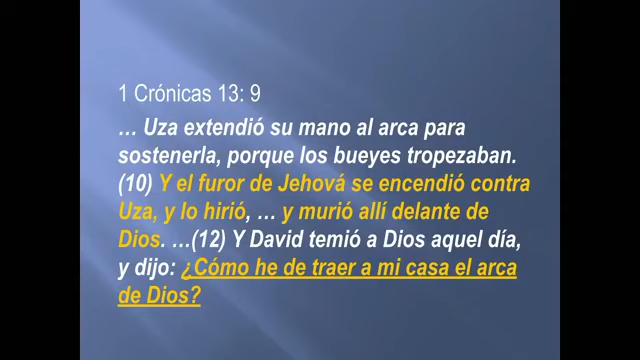 1 Crónicas 13: 9
… Uza extendió su mano al arca para
sostenerla, porque los bueyes tropezaban.
(10) Y el furor de Jehová se encendió contra
Uza, y lo hirió, … y murió allí delante de
Dios. …(12) Y David temió a Dios aquel día,
y dijo: ¿Cómo he de traer a mi casa el arca
de Dios?